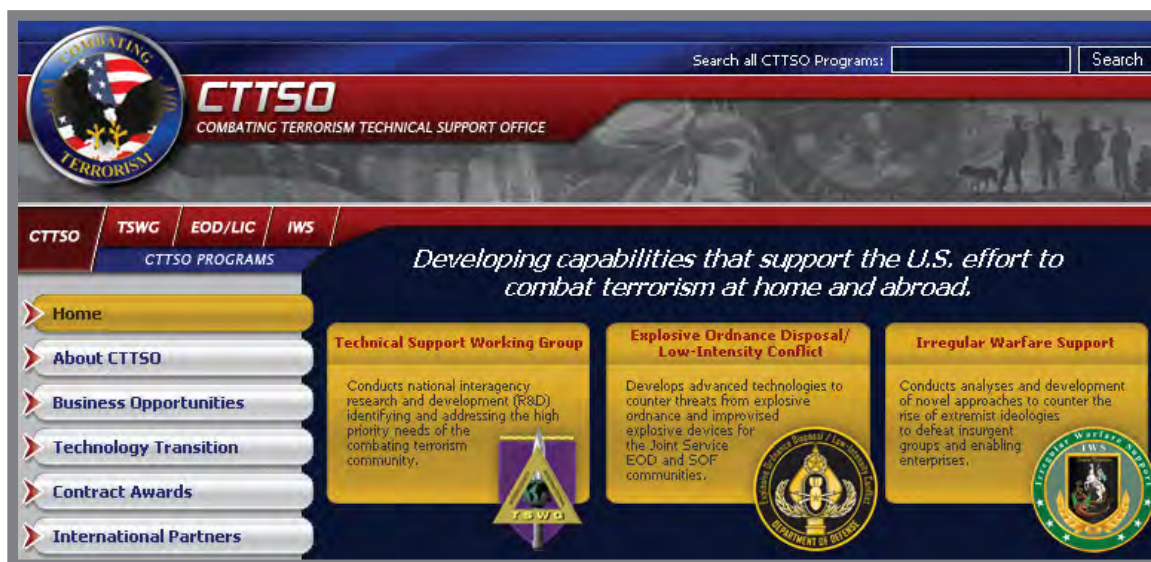 COMBATING
TERRORISM
Search all CTTSO Programs:
Search
CTTSO
COMBATING TERRORISM TECHNICAL SUPPORT OFFICE
CTTSO
TSWG
EOD/LIC
IWS
CTTSO PROGRAMS
Home
About CTTSO
Business Opportunities
Technology Transition
Contract Awards
International Partners
Developing capabilities that support the U.S. effort to
combat terrorism at home and abroad.
Technical Support Working Group
Conducts national interagency
research and development (R&D)
identifying and addressing the high
priority needs of the
combating terrorism
community.
TSWG
Explosive Ordnance Disposal/
Low-Intensity Conflict
Develops advanced technologies to
counter threats from explosive
ordnance and improvised
explosive devices for
the Joint Service
EOD and SOF
communities.
Explosive Ordnance Disposal / Low-Intensity Conflict
DEPARTMENT OF DEFENSE
Irregular Warfare Support
Conducts analyses and development
of novel approaches to counter the
rise of extremist ideologies
to defeat insurgent
groups and enabling
enterprises.
Irregular Warfare Support
IWS